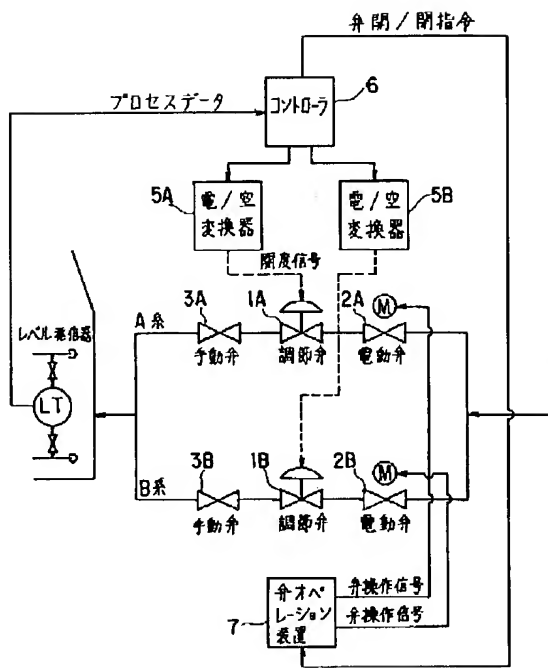 弁開/閉指令
6
コントローラ
プロセスデータ
5A
電/空
変換器
電/空
変換器
5B
開度信号
3A
1A
2A
M
A系
手動弁
調節弁
電動弁
レベル発信器
LT
3B
1B
2B
M
B系
手動弁
調節弁
電動弁
弁操作信号
弁操作信号
7
弁オペ
レーション
装置